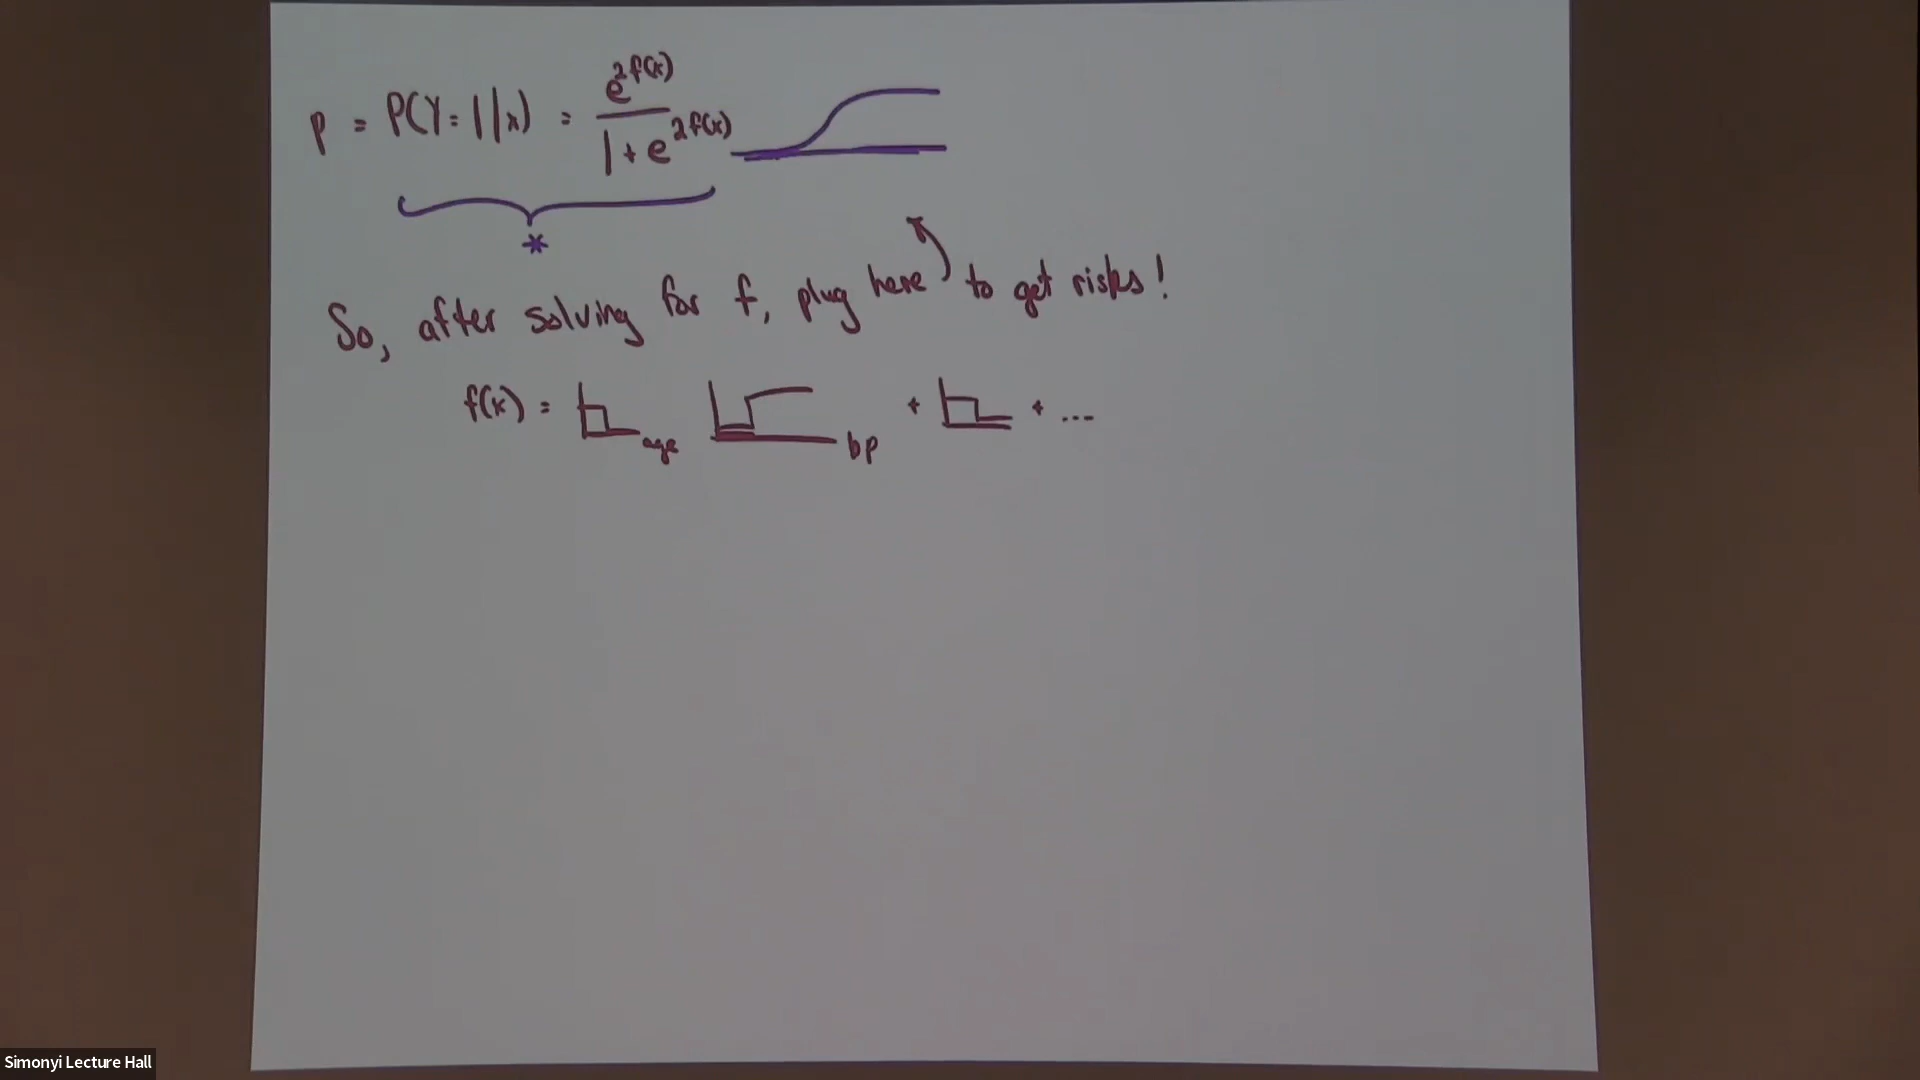 p = P(Y=1|x) = e^{2f(x)} / 1+e^{2f(x)}
*
So, after solving for f, plug here to get risks!
f(x) = age bp + + ...
Simonyi Lecture Hall